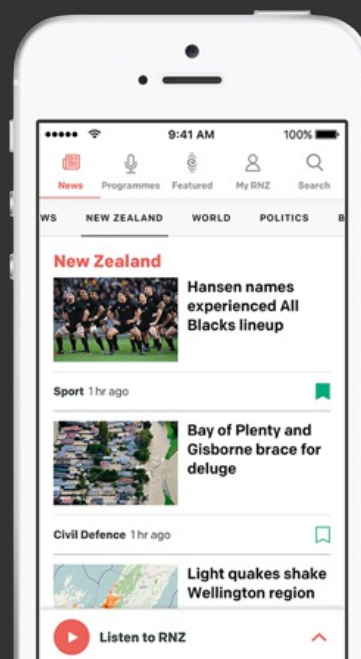 9:41 AM
100%
News Programmes Featured My RNZ Search
WS NEW ZEALAND WORLD POLITICS B
New Zealand
Hansen names
experienced All
Blacks lineup
Sport 1 hr ago
Bay of Plenty and
Gisborne brace for
deluge
Civil Defence 1 hr ago
Light quakes shake
Wellington region
Listen to RNZ